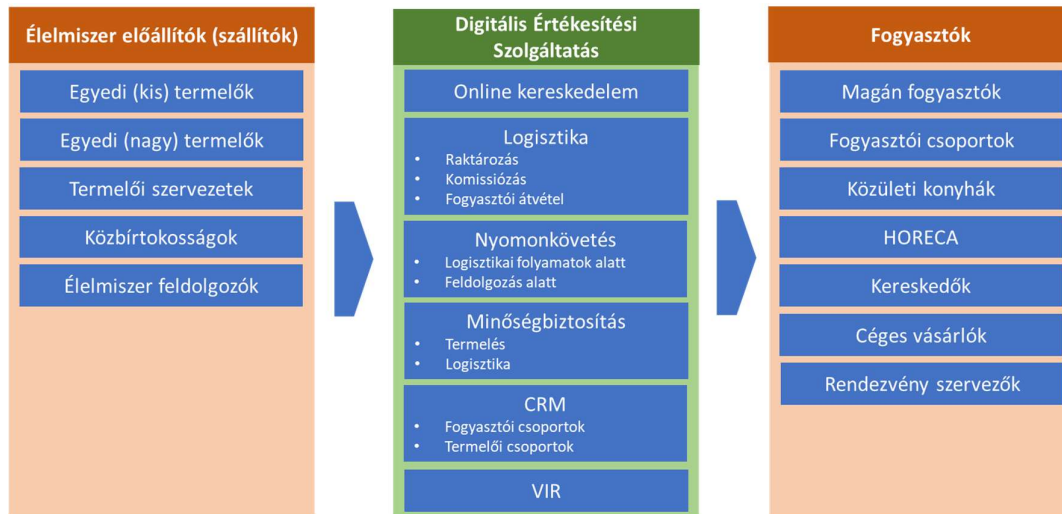 Élelmiszer előállítók (szállítók)
Egyedi (kis) termelők
Egyedi (nagy) termelők
Termelői szervezetek
Közbírtokosságok
Élelmiszer feldolgozók
Digitális Értékesítési
Szolgáltatás
Online kereskedelem
Logisztika
• Raktározás
• Komissiózás
• Fogyasztói átvétel
Nyomonkövetés
• Logisztikai folyamatok alatt
• Feldolgozás alatt
Minőségbiztosítás
• Termelés
• Logisztika
CRM
• Fogyasztói csoportok
• Termelői csoportok
VIR
Fogyasztók
Magán fogyasztók
Fogyasztói csoportok
Közületi konyhák
HORECA
Kereskedők
Céges vásárlók
Rendezvény szervezők